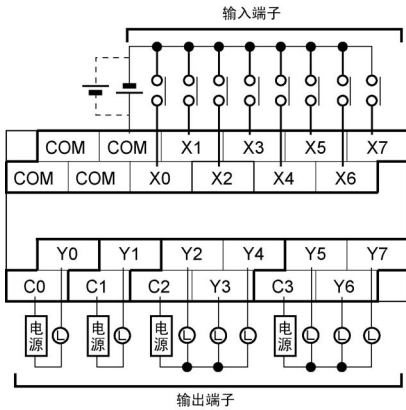 输入端子
COM COM X1 X3 X5 X7
COM COM X0 X2 X4 X6
Y0 Y1 Y2 Y4 Y5 Y7
C0 C1 C2 Y3 C3 Y6
电源 L 电源 L 电源 L L L 电源 L L L
输出端子